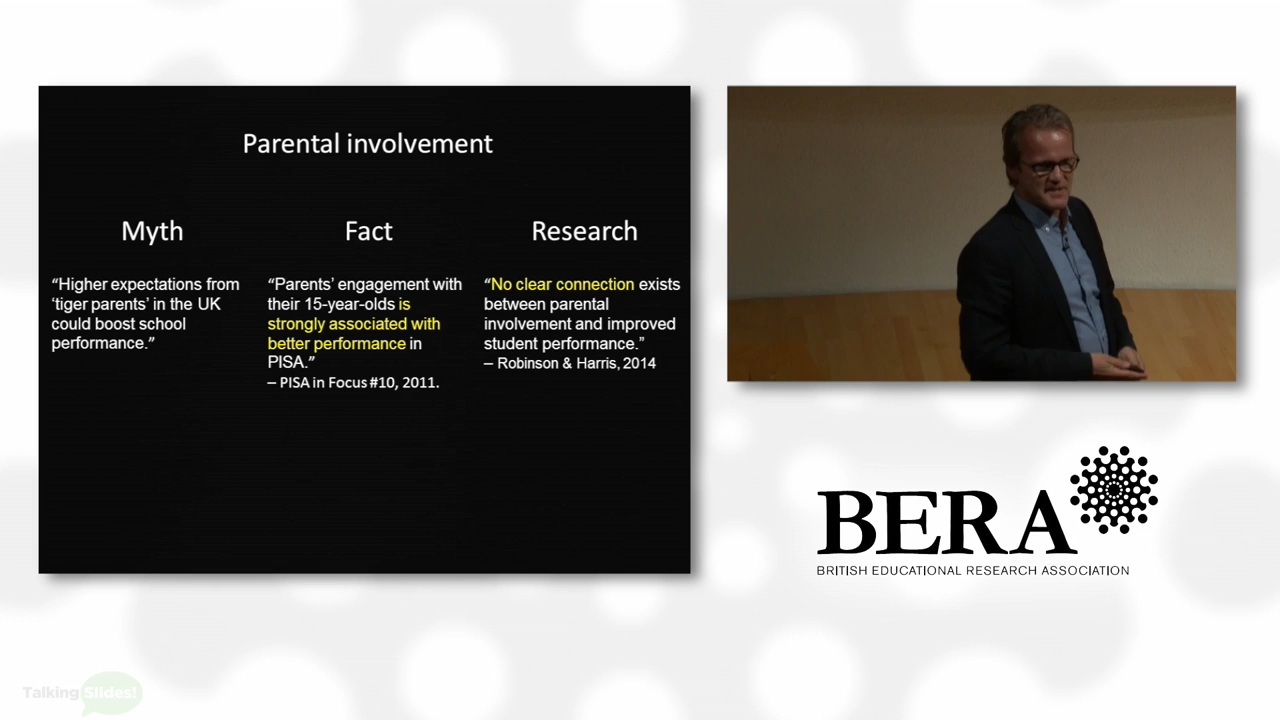 Parental involvement
Myth
“Higher expectations from
‘tiger parents’ in the UK
could boost school
performance.”
Fact
“Parents’ engagement with
their 15-year-olds is
strongly associated with
better performance in
PISA.”
– PISA in Focus #10, 2011.
Research
“No clear connection exists
between parental
involvement and improved
student performance.”
– Robinson & Harris, 2014
BERA
BRITISH EDUCATIONAL RESEARCH ASSOCIATION
Talking Slides!